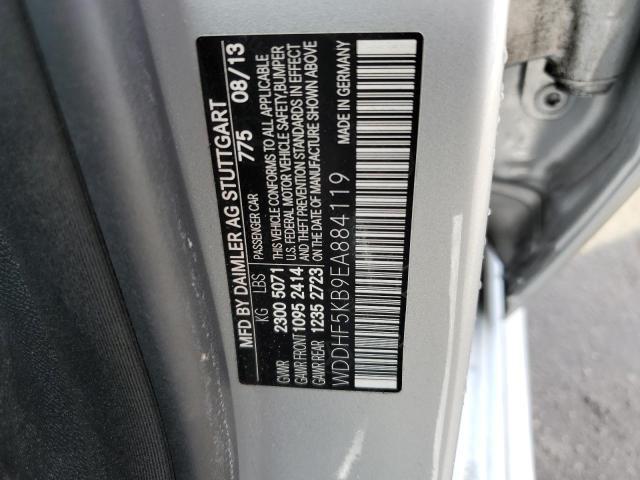 MFD BY DAIMLER AG STUTTGART
775 08/13
KG LBS PASSENGER CAR
GVWR 2300 5071 THIS VEHICLE CONFORMS TO ALL APPLICABLE
U.S. FEDERAL MOTOR VEHICLE SAFETY, BUMPER
GAWR FRONT 1095 2414 AND THEFT PREVENTION STANDARDS IN EFFECT
GAWR REAR 1235 2723 ON THE DATE OF MANUFACTURE SHOWN ABOVE
WDDHF5KB9EA884119 MADE IN GERMANY